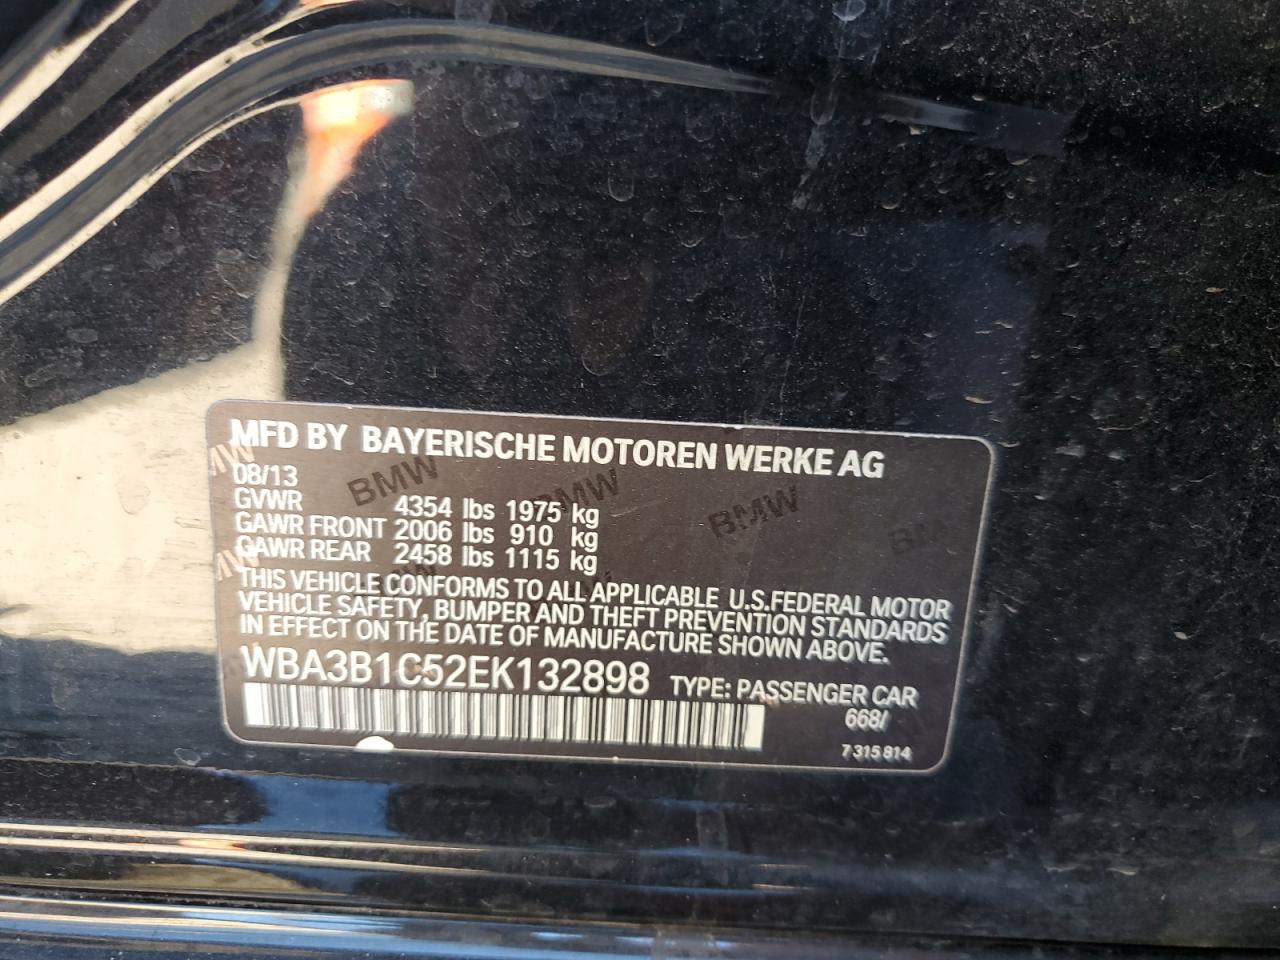 MFD BY BAYERISCHE MOTOREN WERKE AG
08/13
GVWR 4354 lbs 1975 kg
GAWR FRONT 2006 lbs 910 kg
GAWR REAR 2458 lbs 1115 kg
THIS VEHICLE CONFORMS TO ALL APPLICABLE U.S.FEDERAL MOTOR
VEHICLE SAFETY, BUMPER AND THEFT PREVENTION STANDARDS
IN EFFECT ON THE DATE OF MANUFACTURE SHOWN ABOVE.
WBA3B1C52EK132898 TYPE: PASSENGER CAR
668/
7 315 814
BMW
BMW
BMW